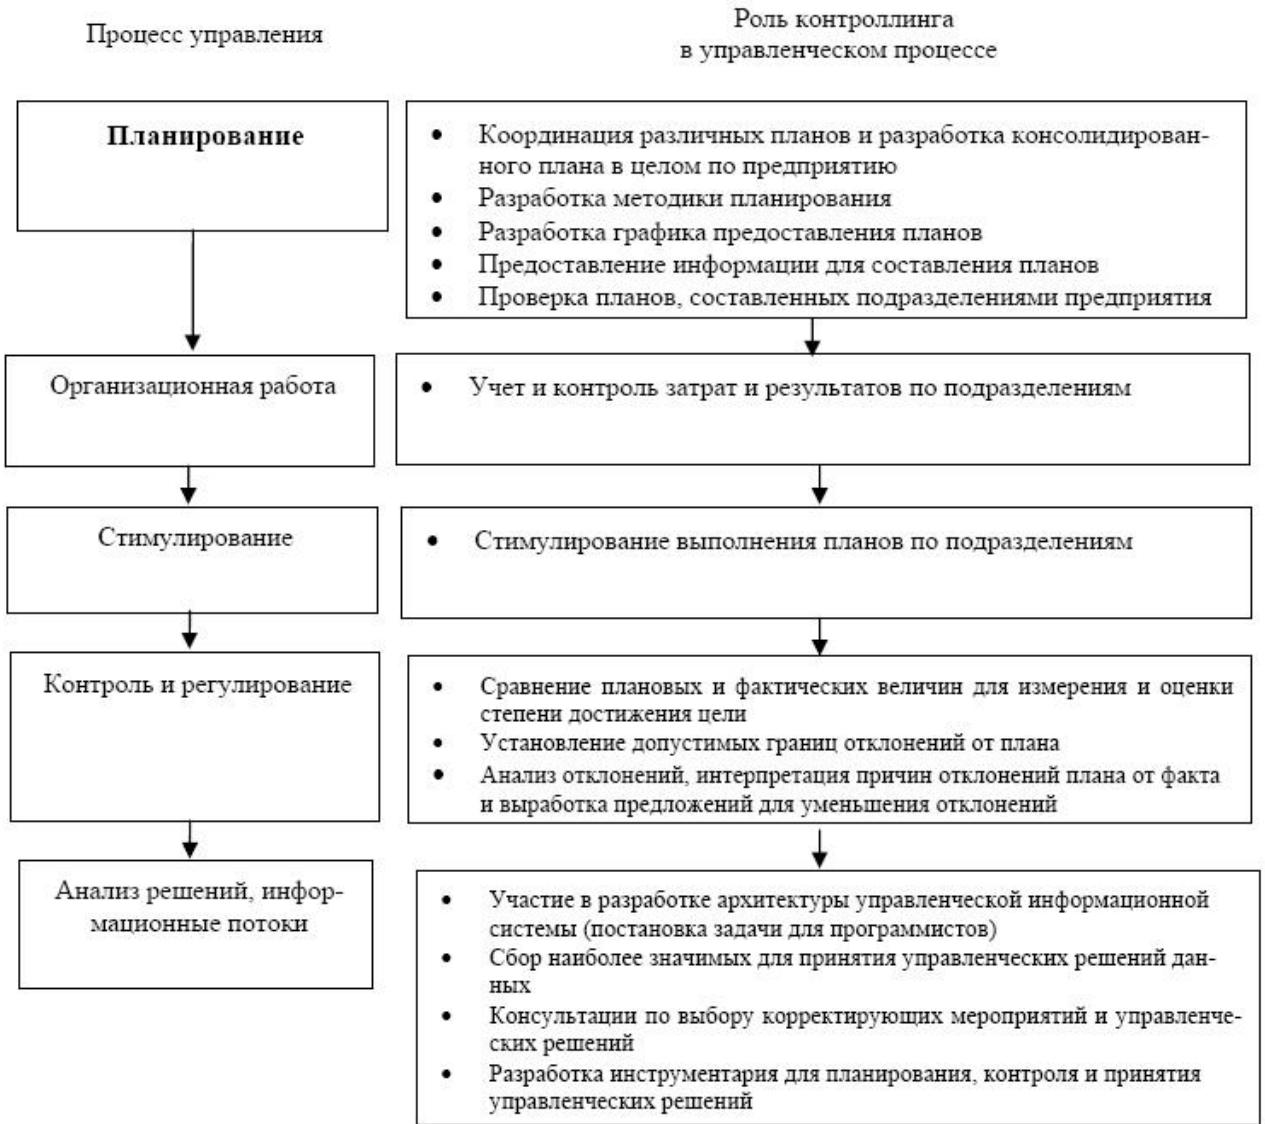 Процесс управления
Роль контроллинга
в управленческом процессе
Планирование
• Координация различных планов и разработка консолидирован-
ного плана в целом по предприятию
• Разработка методики планирования
• Разработка графика предоставления планов
• Предоставление информации для составления планов
• Проверка планов, составленных подразделениями предприятия
Организационная работа
• Учет и контроль затрат и результатов по подразделениям
Стимулирование
• Стимулирование выполнения планов по подразделениям
Контроль и регулирование
• Сравнение плановых и фактических величин для измерения и оценки
степени достижения цели
• Установление допустимых границ отклонений от плана
• Анализ отклонений, интерпретация причин отклонений плана от факта
и выработка предложений для уменьшения отклонений
Анализ решений, инфор-
мационные потоки
• Участие в разработке архитектуры управленческой информационной
системы (постановка задачи для программистов)
• Сбор наиболее значимых для принятия управленческих решений дан-
ных
• Консультации по выбору корректирующих мероприятий и управленче-
ских решений
• Разработка инструментария для планирования, контроля и принятия
управленческих решений